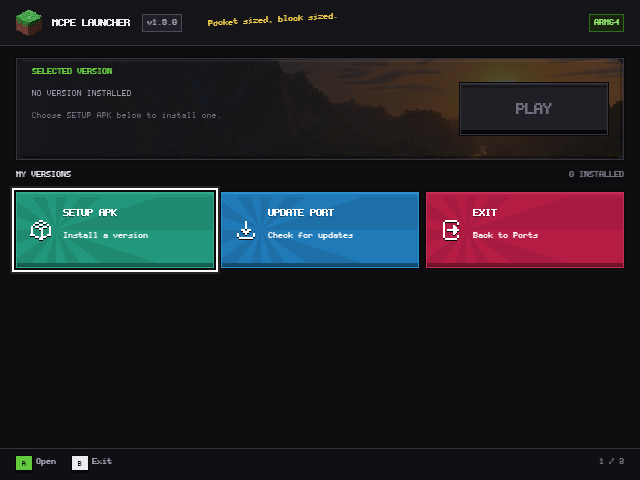 MCPE LAUNCHER
v1.0.0
Pocket sized, block sized.
ARM64
SELECTED VERSION
NO VERSION INSTALLED
Choose SETUP APK below to install one.
PLAY
MY VERSIONS
0 INSTALLED
SETUP APK
Install a version
UPDATE PORT
Check for updates
EXIT
Back to Ports
A Open
B Exit
1 / 3